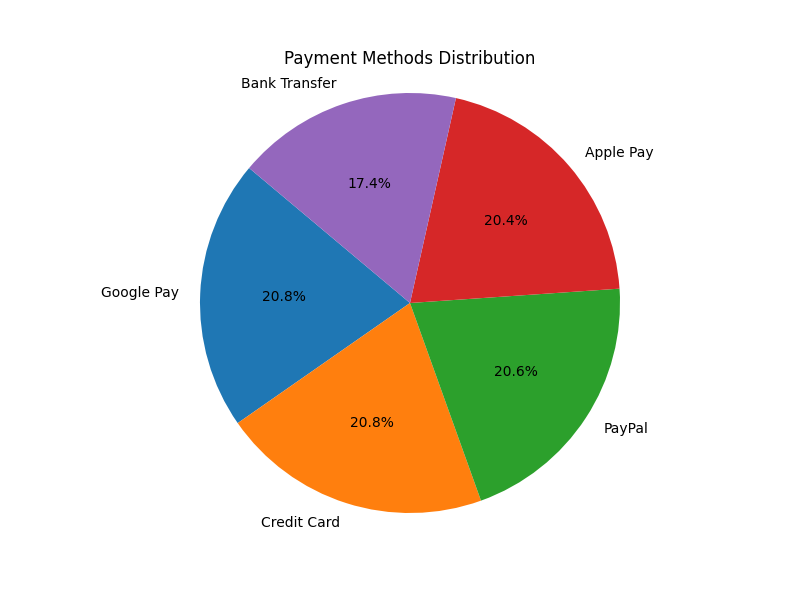 Payment Methods Distribution
Bank Transfer
Apple Pay
17.4%
20.4%
Google Pay
20.8%
20.6%
20.8%
PayPal
Credit Card